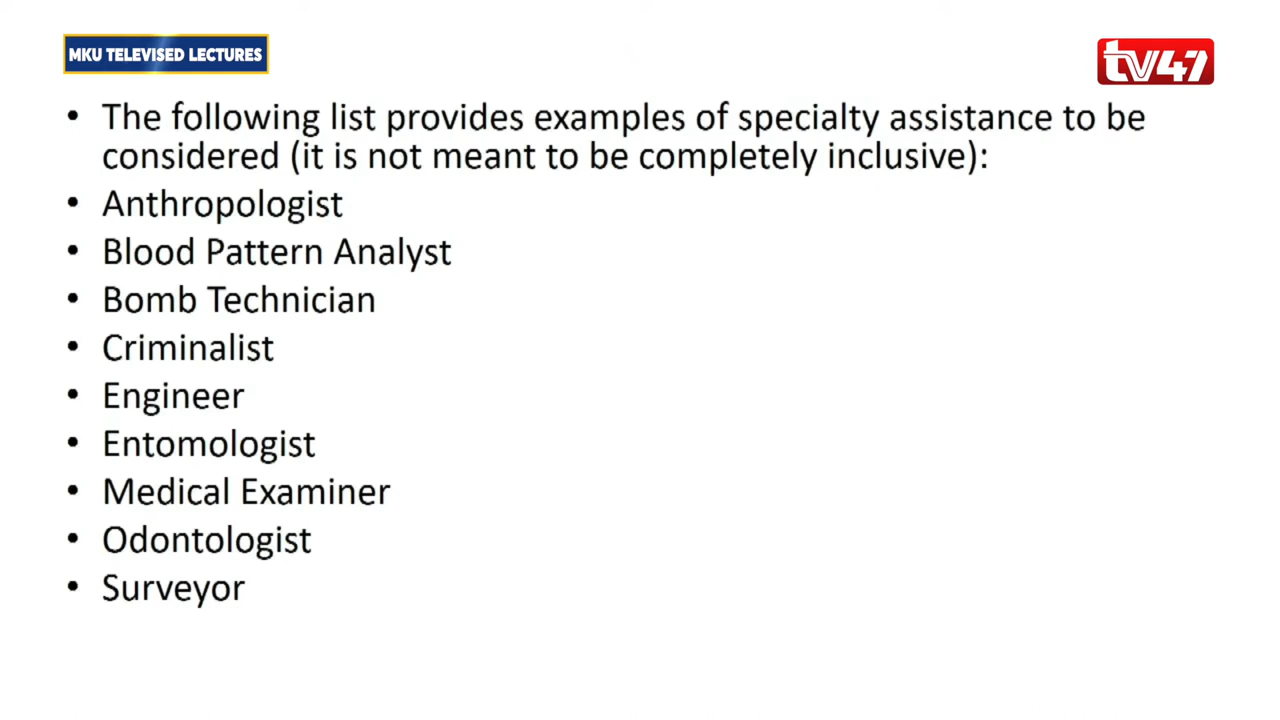 MKU TELEVISED LECTURES
tv47
• The following list provides examples of specialty assistance to be
considered (it is not meant to be completely inclusive):
• Anthropologist
• Blood Pattern Analyst
• Bomb Technician
• Criminalist
• Engineer
• Entomologist
• Medical Examiner
• Odontologist
• Surveyor